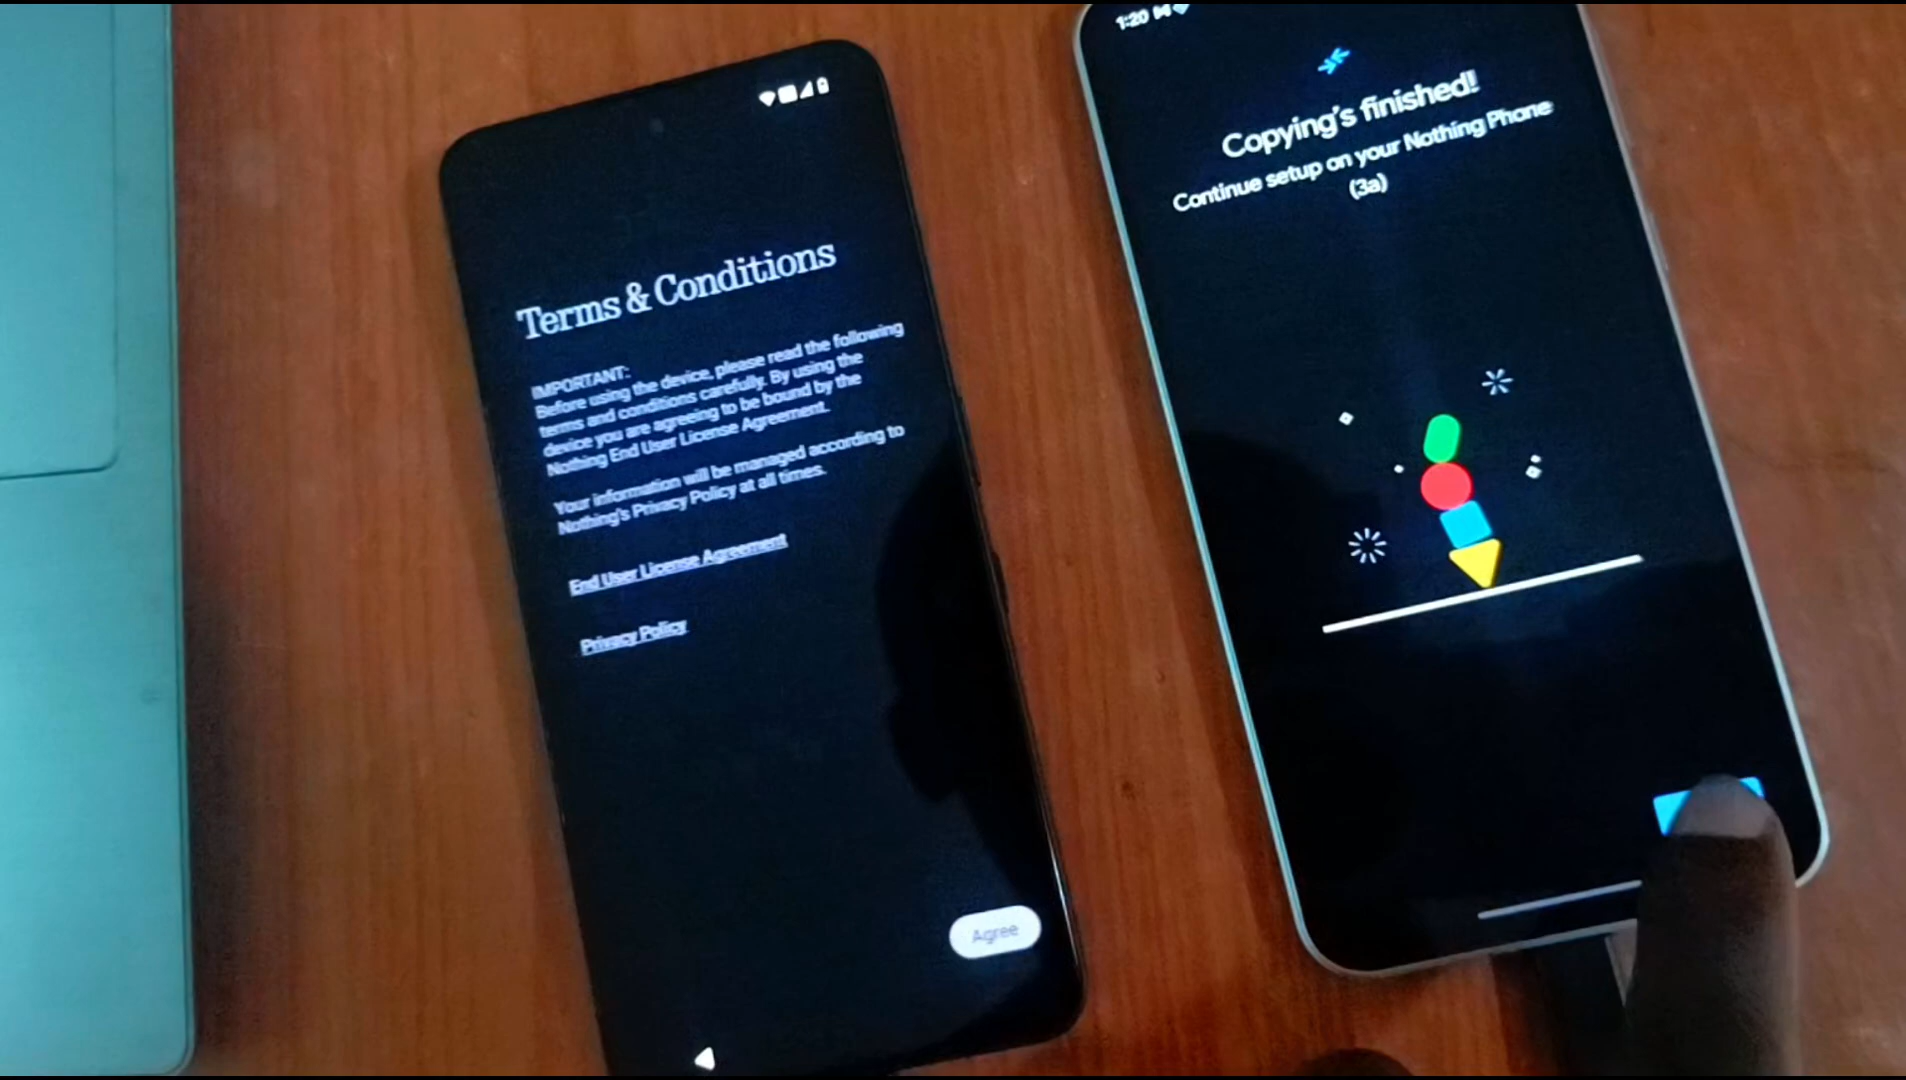 Terms & Conditions
IMPORTANT:
Before using the device, please read the following
terms and conditions carefully. By using the
device you are agreeing to be bound by the
Nothing End User License Agreement.
Your information will be managed according to
Nothing's Privacy Policy at all times.
End User License Agreement
Privacy Policy
Agree
1:20
Copying's finished!
Continue setup on your Nothing Phone
(3a)